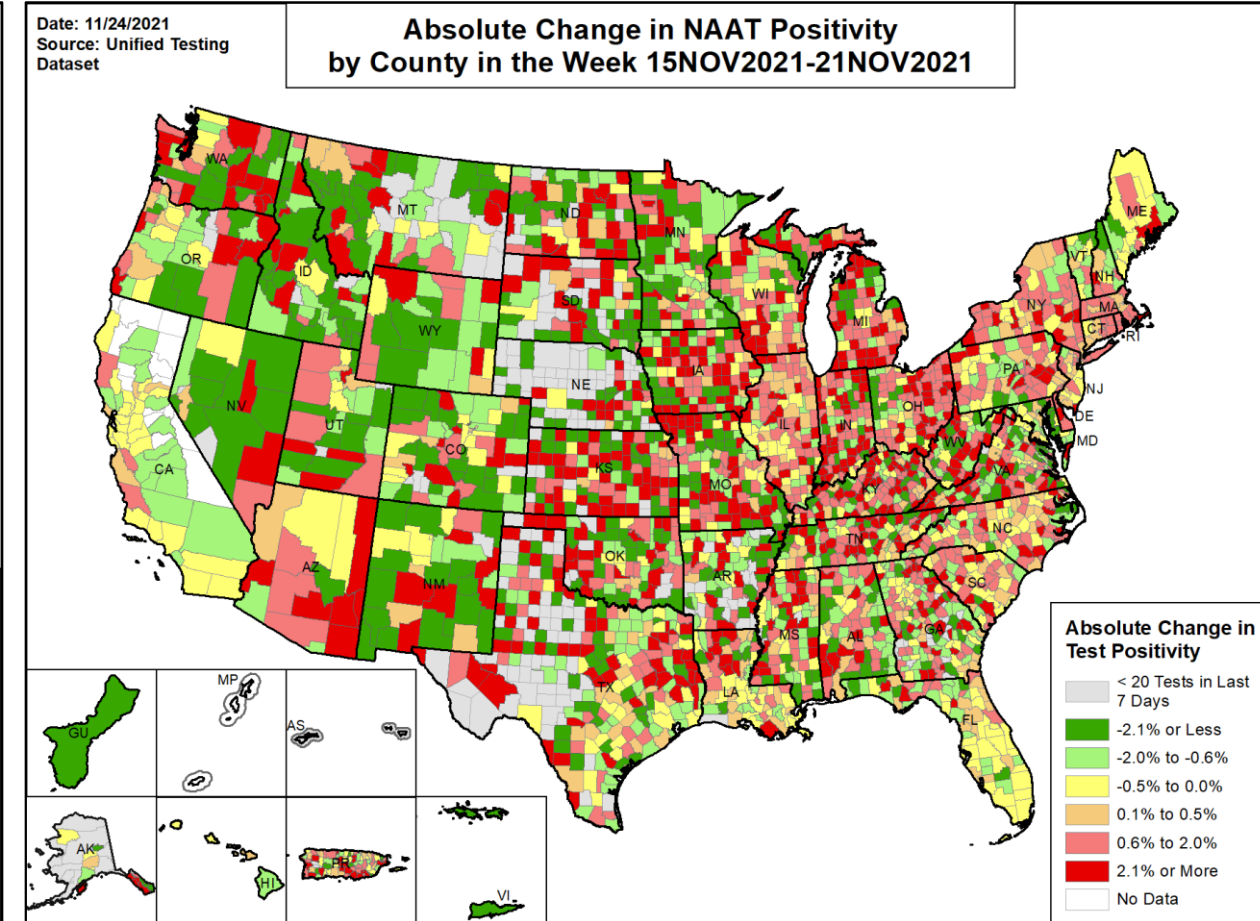 Date: 11/24/2021
Source: Unified Testing
Dataset
Absolute Change in NAAT Positivity
by County in the Week 15NOV2021-21NOV2021
WA
MT
ND
MN
ME
OR
ID
SD
WI
MI
VT
NH
NY
MA
CT
RI
WY
IA
PA
NJ
NE
NV
UT
CO
IL
IN
OH
DE
MD
WV
VA
CA
KS
MO
KY
NC
TN
AZ
NM
OK
AR
SC
MS
AL
GA
TX
LA
FL
GU
MP
AS
AK
HI
PR
VI
Absolute Change in
Test Positivity
< 20 Tests in Last
7 Days
-2.1% or Less
-2.0% to -0.6%
-0.5% to 0.0%
0.1% to 0.5%
0.6% to 2.0%
2.1% or More
No Data